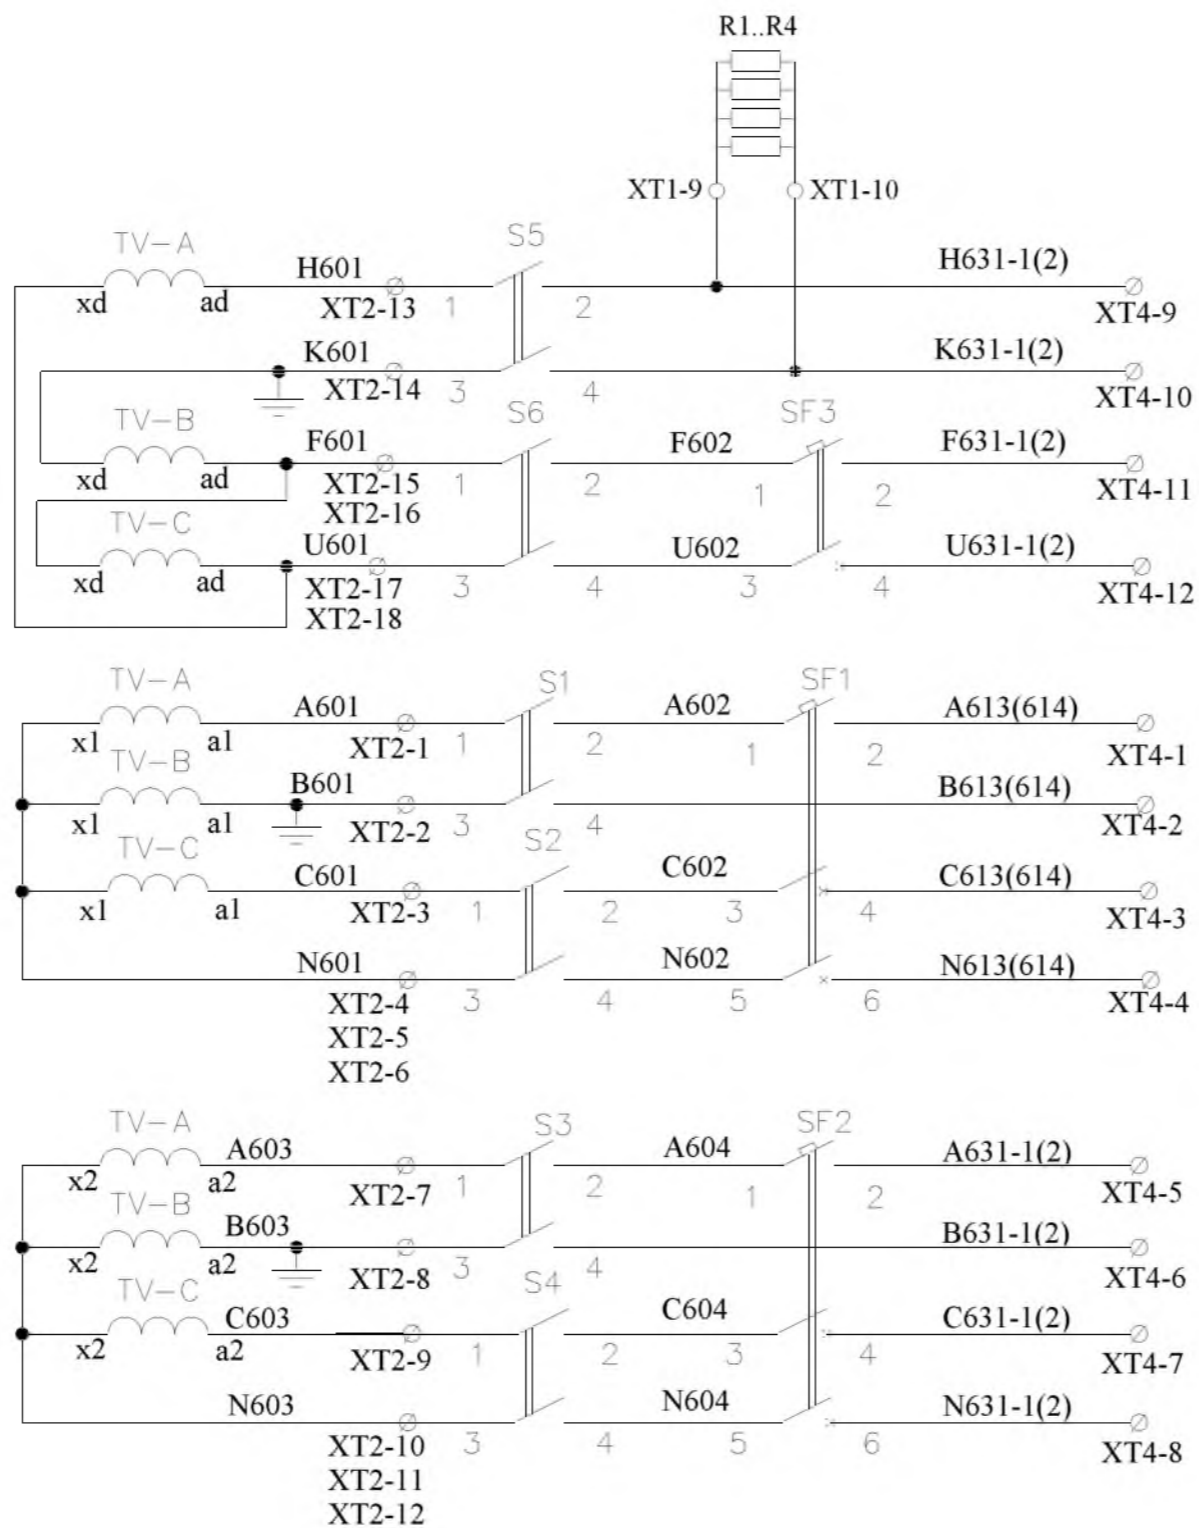 R1..R4
XT1-9 XT1-10
TV-A H601 S5 H631-1(2)
xd ad XT2-13 1 2 XT4-9
K601 K631-1(2)
XT2-14 3 4 XT4-10
TV-B F601 S6 F602 SF3 F631-1(2)
xd ad XT2-15 1 2 1 2 XT4-11
XT2-16
TV-C U601 U602 U631-1(2)
xd ad XT2-17 3 4 3 4 XT4-12
XT2-18
TV-A A601 S1 A602 SF1 A613(614)
x1 a1 XT2-1 1 2 1 2 XT4-1
TV-B B601 B613(614)
x1 a1 XT2-2 3 4 XT4-2
TV-C C601 S2 C602 C613(614)
x1 a1 XT2-3 1 2 3 4 XT4-3
N601 N602 N613(614)
XT2-4 3 4 5 6 XT4-4
XT2-5
XT2-6
TV-A A603 S3 A604 SF2 A631-1(2)
x2 a2 XT2-7 1 2 1 2 XT4-5
TV-B B603 B631-1(2)
x2 a2 XT2-8 3 4 XT4-6
TV-C C603 S4 C604 C631-1(2)
x2 a2 XT2-9 1 2 3 4 XT4-7
N603 N604 N631-1(2)
XT2-10 3 4 5 6 XT4-8
XT2-11
XT2-12